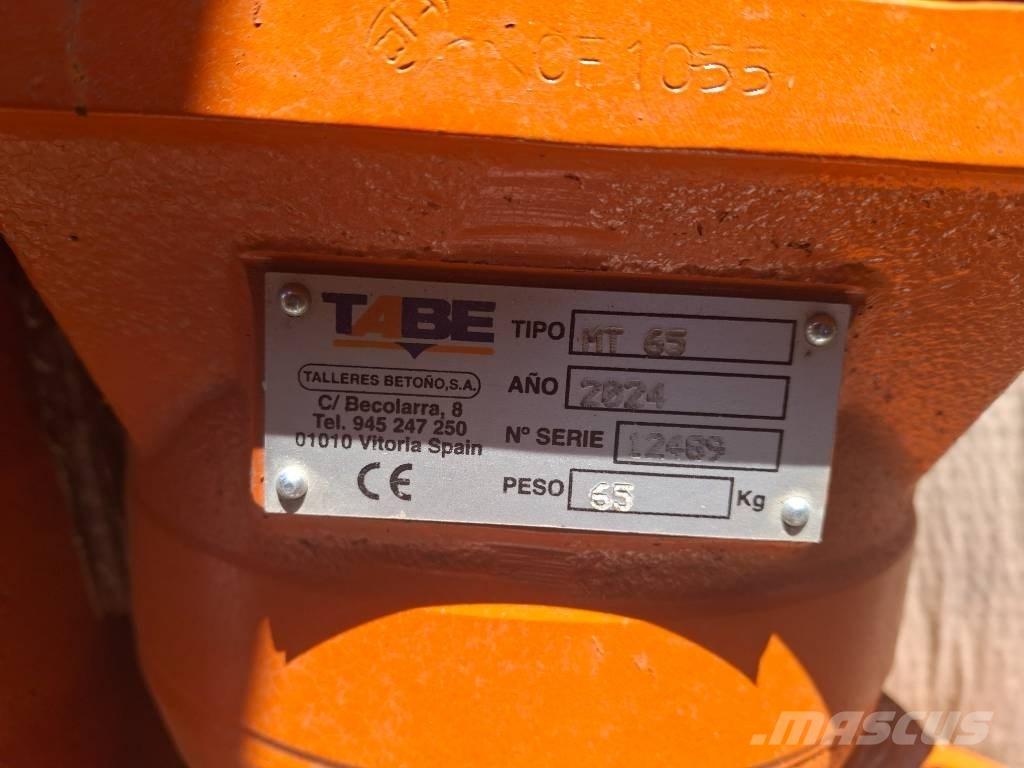 CF1055
TABE
TALLERES BETOÑO, S.A.
C/ Becolarra, 8
Tel. 945 247 250
01010 Vitoria Spain
CE
TIPO MT 65
AÑO 2024
Nº SERIE 12469
PESO 65 Kg
MASCUS